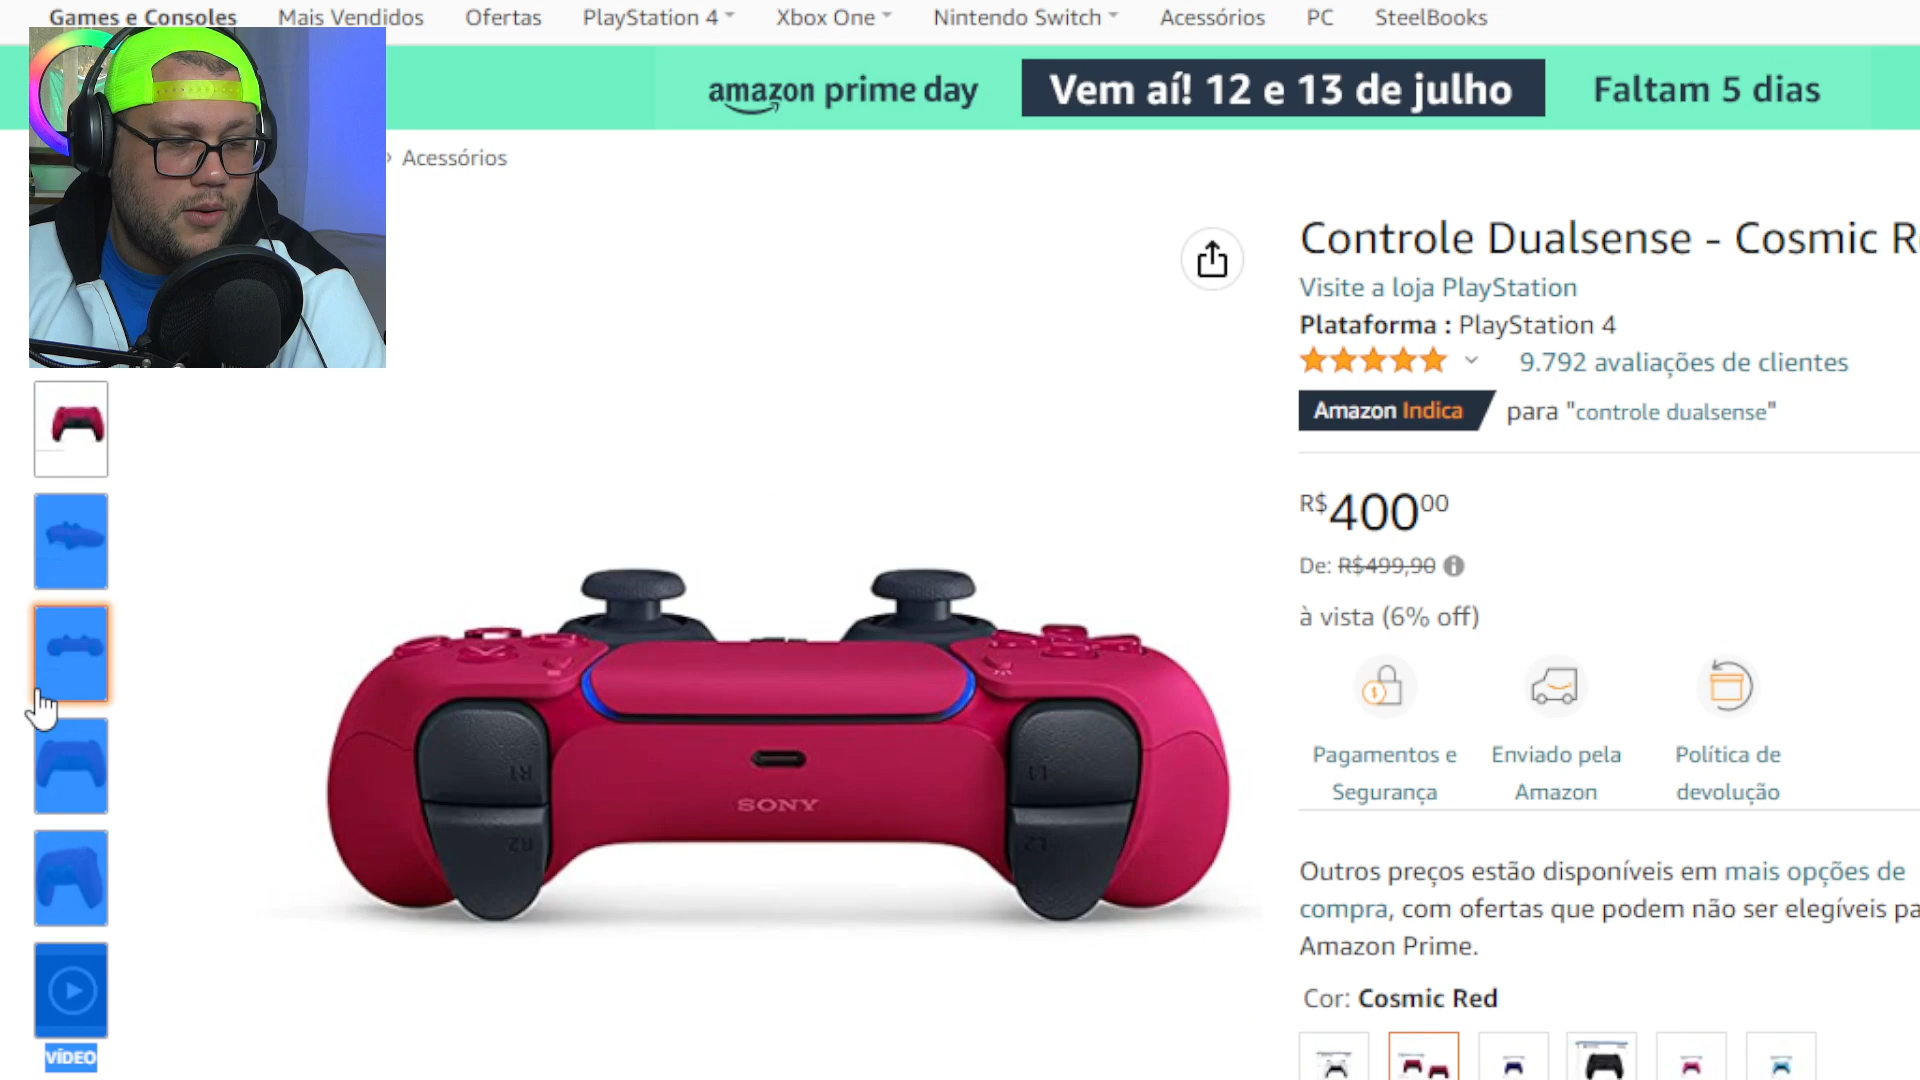 Games e Consoles Mais Vendidos Ofertas PlayStation 4 Xbox One Nintendo Switch Acessórios PC SteelBooks
amazon prime day Vem aí! 12 e 13 de julho Faltam 5 dias
› Acessórios
Controle Dualsense - Cosmic R
Visite a loja PlayStation
Plataforma : PlayStation 4
9.792 avaliações de clientes
Amazon Indica para "controle dualsense"
R$40000
De: R$499,90
à vista (6% off)
Pagamentos e Segurança
Enviado pela Amazon
Política de devolução
Outros preços estão disponíveis em mais opções de
compra, com ofertas que podem não ser elegíveis pa
Amazon Prime.
Cor: Cosmic Red
R1
L1
SONY
R2
L2
VÍDEO